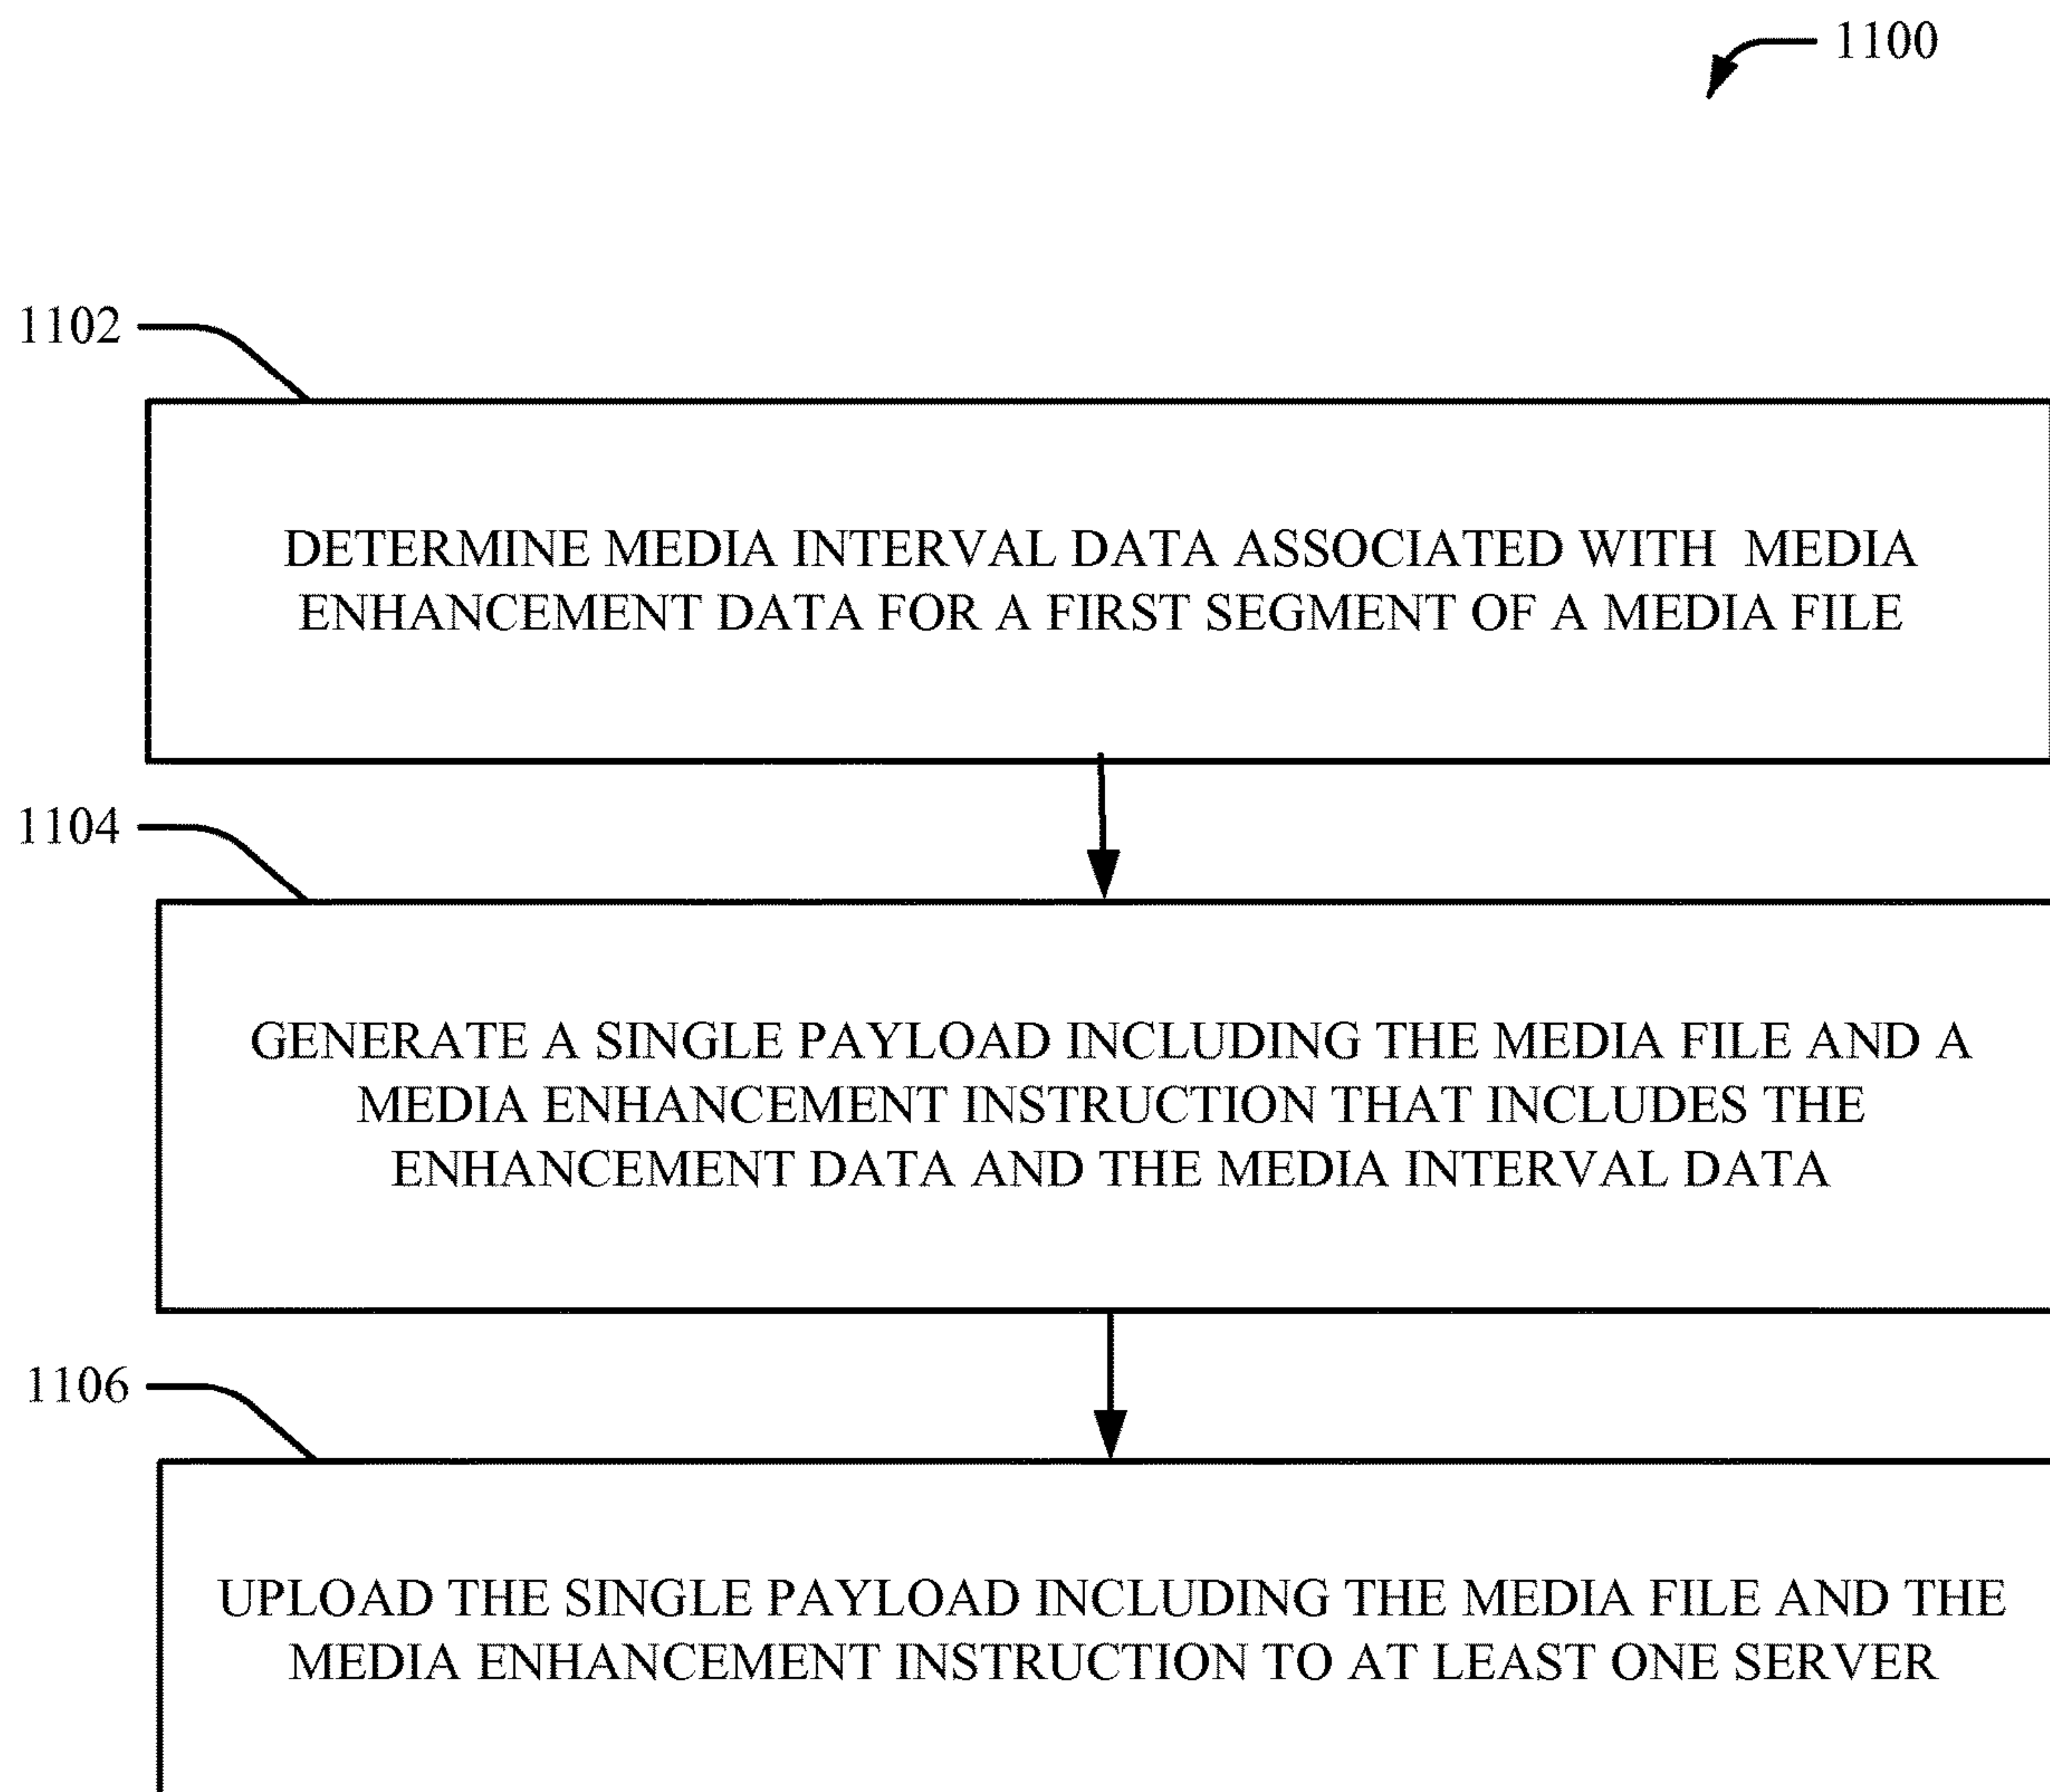 1100
1102
DETERMINE MEDIA INTERVAL DATA ASSOCIATED WITH MEDIA
ENHANCEMENT DATA FOR A FIRST SEGMENT OF A MEDIA FILE
1104
GENERATE A SINGLE PAYLOAD INCLUDING THE MEDIA FILE AND A
MEDIA ENHANCEMENT INSTRUCTION THAT INCLUDES THE
ENHANCEMENT DATA AND THE MEDIA INTERVAL DATA
1106
UPLOAD THE SINGLE PAYLOAD INCLUDING THE MEDIA FILE AND THE
MEDIA ENHANCEMENT INSTRUCTION TO AT LEAST ONE SERVER